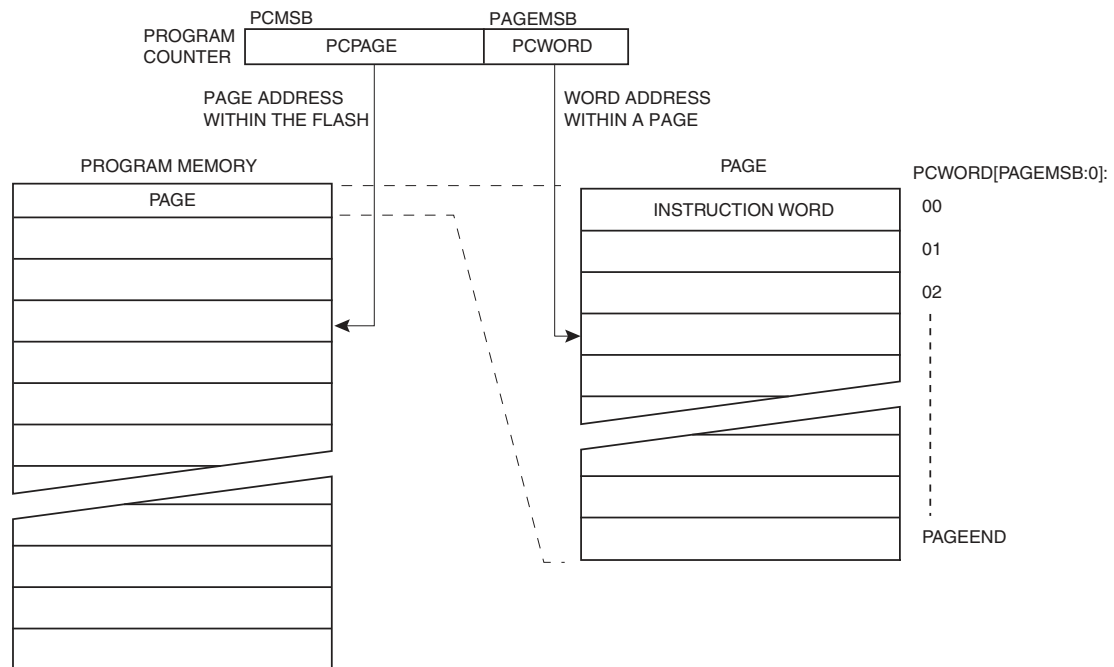 PCMSB
PAGEMSB
PROGRAM
COUNTER
PCPAGE
PCWORD
PAGE ADDRESS
WITHIN THE FLASH
WORD ADDRESS
WITHIN A PAGE
PROGRAM MEMORY
PAGE
PAGE
PCWORD[PAGEMSB:0]:
INSTRUCTION WORD
00
01
02
PAGEEND